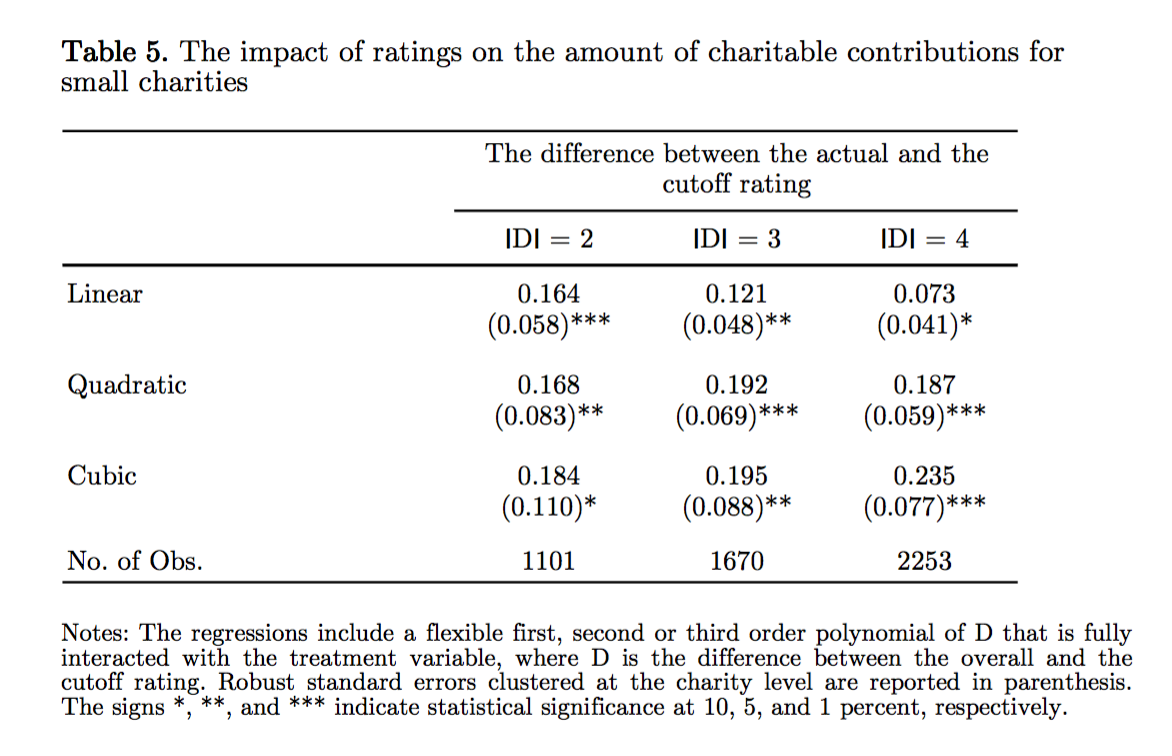 Table 5. The impact of ratings on the amount of charitable contributions for
small charities
The difference between the actual and the
cutoff rating
|D| = 2 |D| = 3 |D| = 4
Linear 0.164 0.121 0.073
(0.058)*** (0.048)** (0.041)*
Quadratic 0.168 0.192 0.187
(0.083)** (0.069)*** (0.059)***
Cubic 0.184 0.195 0.235
(0.110)* (0.088)** (0.077)***
No. of Obs. 1101 1670 2253
Notes: The regressions include a flexible first, second or third order polynomial of D that is fully
interacted with the treatment variable, where D is the difference between the overall and the
cutoff rating. Robust standard errors clustered at the charity level are reported in parenthesis.
The signs *, **, and *** indicate statistical significance at 10, 5, and 1 percent, respectively.